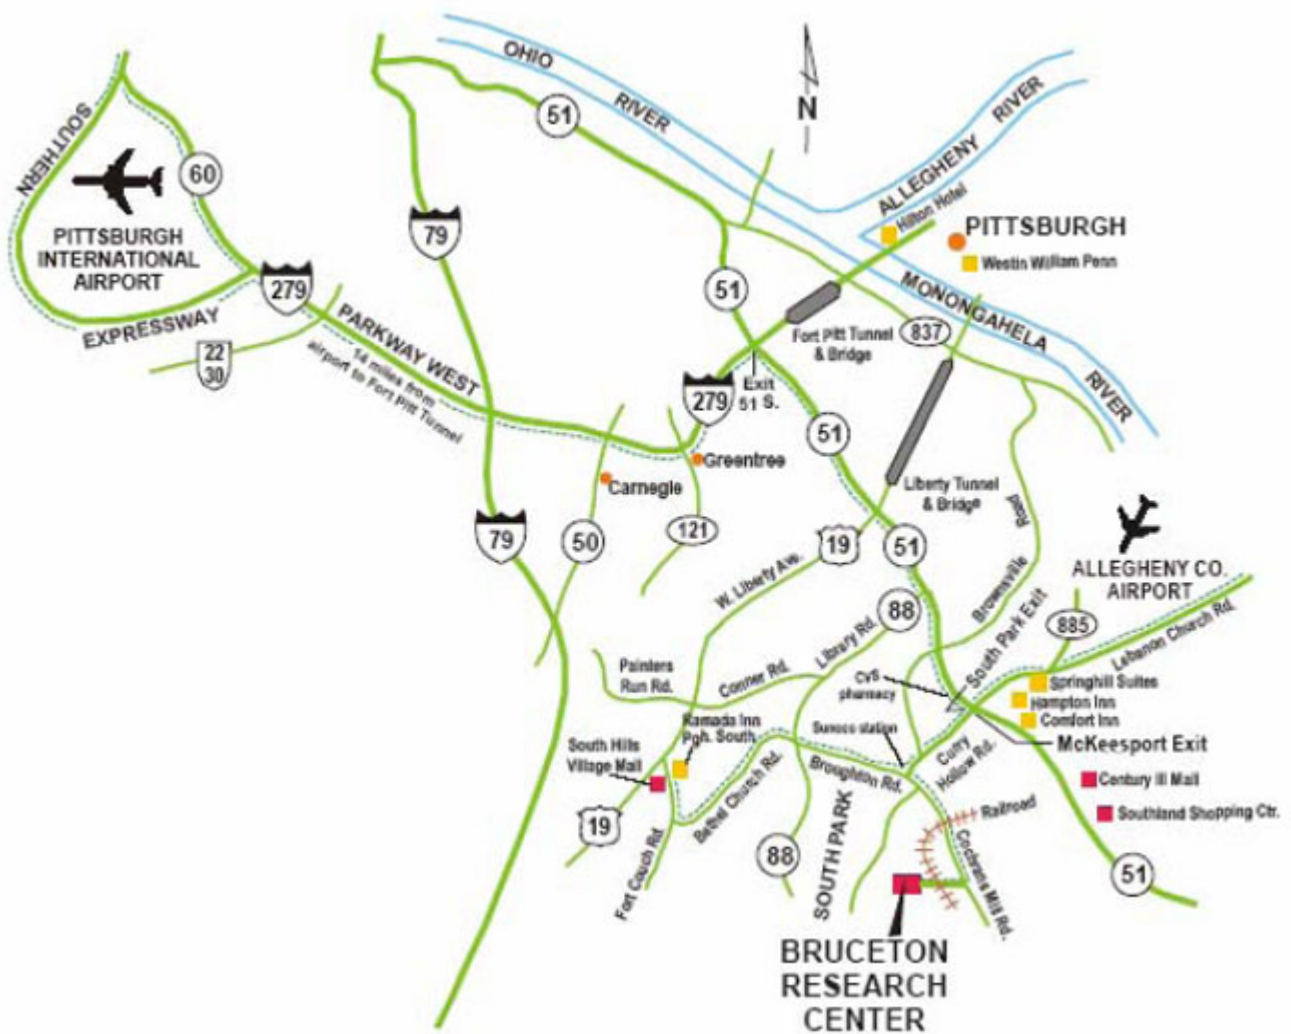 OHIO
RIVER
ALLEGHENY
RIVER
N
51
SOUTHERN
60
PITTSBURGH
INTERNATIONAL
AIRPORT
EXPRESSWAY
279
79
Hilton Hotel
PITTSBURGH
Westin William Penn
MONONGAHELA
RIVER
51
837
Fort Pitt Tunnel
& Bridge
22
30
PARKWAY WEST
14 miles from
airport to Fort Pitt Tunnel
279
Exit
51 S.
51
Greentree
Carnegie
Liberty Tunnel
& Bridge
79
50
121
19
51
Brownsville
Road
ALLEGHENY CO.
AIRPORT
W. Liberty Ave.
88
885
Lebanon Church Rd.
South Park Exit
Library Rd.
Painters
Run Rd.
Conner Rd.
CVS
pharmacy
Springhill Suites
Hampton Inn
Comfort Inn
McKeesport Exit
Ramada Inn
Pgh. South
Sunoco station
South Hills
Village Mall
Curry
Hollow Rd.
Century III Mall
Southland Shopping Ctr.
Bethel Church Rd.
Broughton Rd.
Railroad
19
Fort Couch Rd.
88
SOUTH PARK
Cochrans Mill Rd.
51
BRUCETON
RESEARCH
CENTER